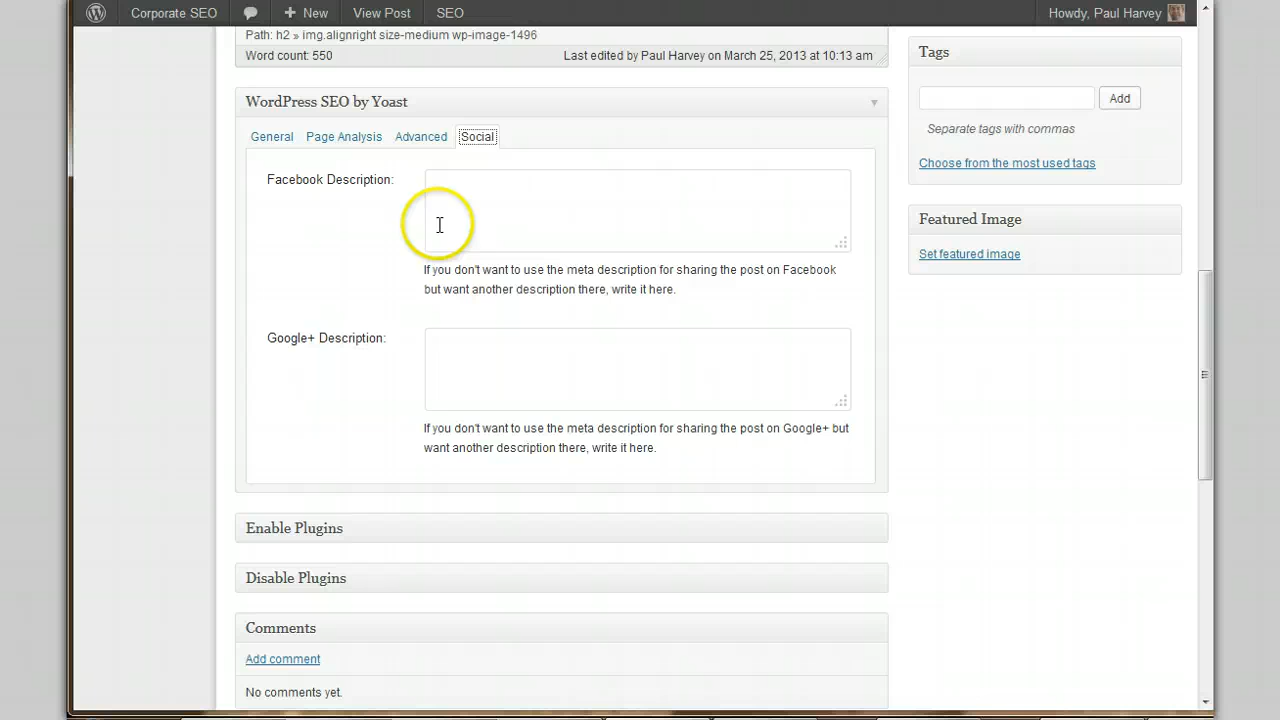 Corporate SEO
New
View Post
SEO
Howdy, Paul Harvey
Path: h2 » img.alignright size-medium wp-image-1496
Word count: 550
Last edited by Paul Harvey on March 25, 2013 at 10:13 am
WordPress SEO by Yoast
General
Page Analysis
Advanced
Social
Facebook Description:
If you don't want to use the meta description for sharing the post on Facebook
but want another description there, write it here.
Google+ Description:
If you don't want to use the meta description for sharing the post on Google+ but
want another description there, write it here.
Enable Plugins
Disable Plugins
Comments
Add comment
No comments yet.
Tags
Add
Separate tags with commas
Choose from the most used tags
Featured Image
Set featured image